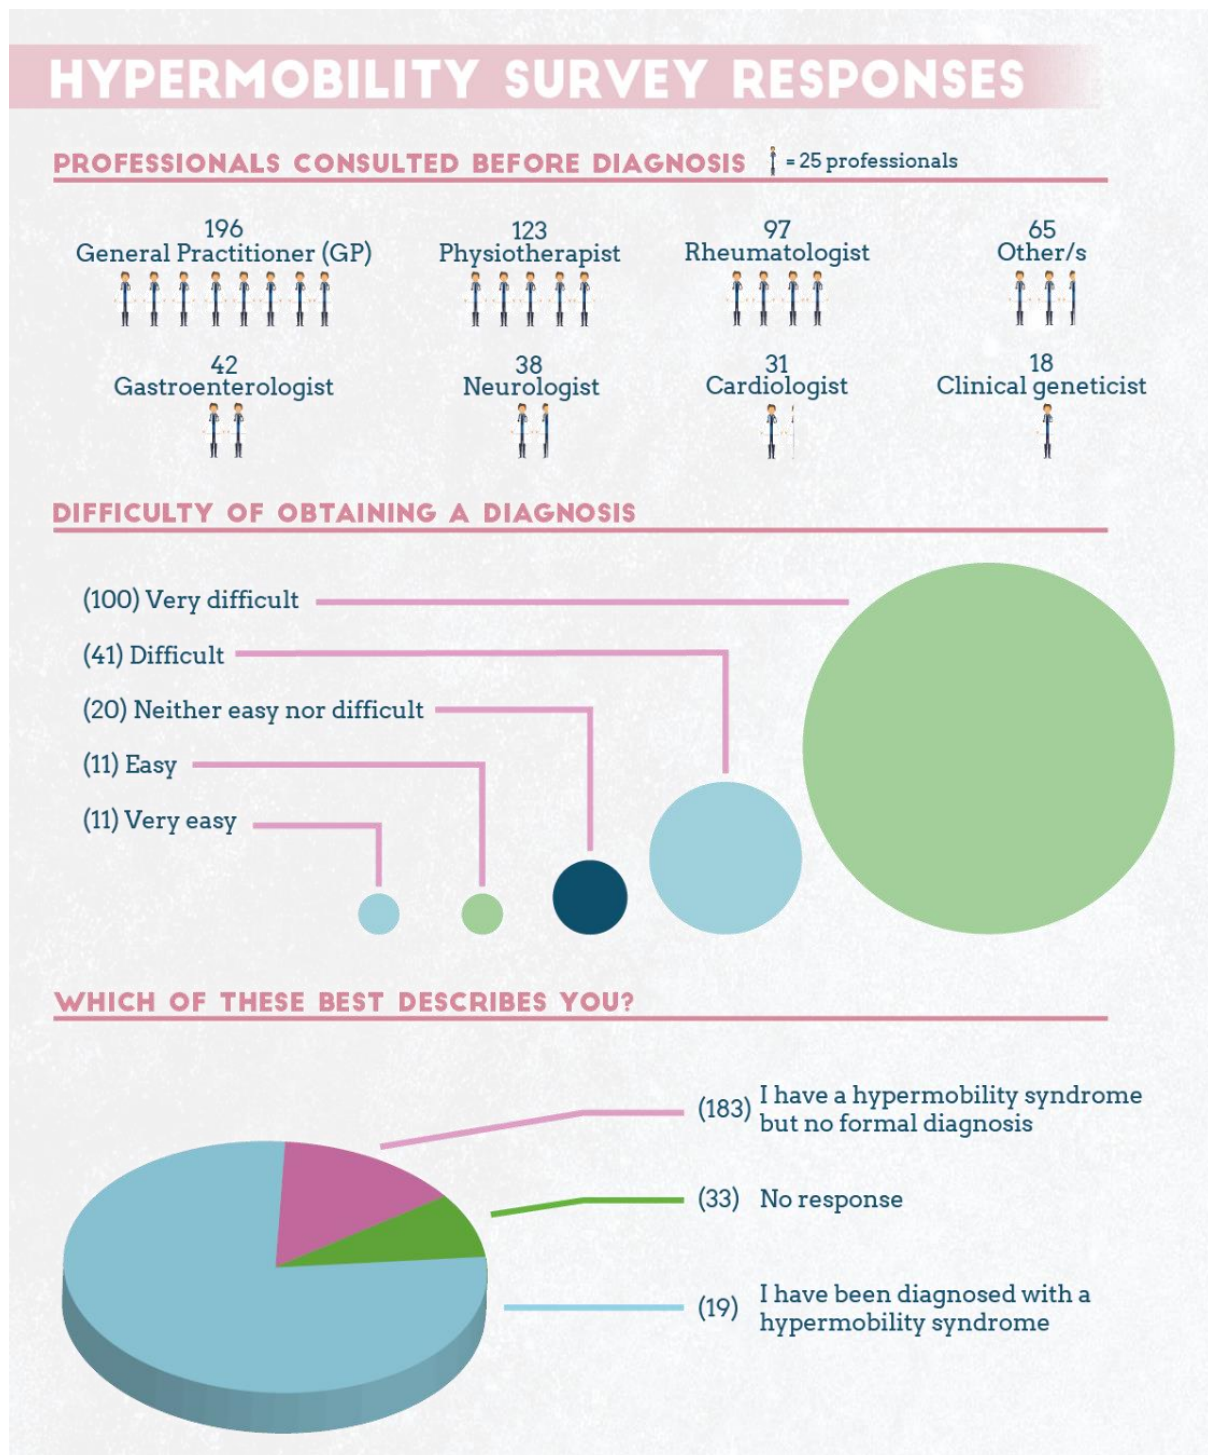 HYPERMOBILITY SURVEY RESPONSES
PROFESSIONALS CONSULTED BEFORE DIAGNOSIS = 25 professionals
196
General Practitioner (GP)
123
Physiotherapist
97
Rheumatologist
65
Other/s
42
Gastroenterologist
38
Neurologist
31
Cardiologist
18
Clinical geneticist
DIFFICULTY OF OBTAINING A DIAGNOSIS
(100) Very difficult
(41) Difficult
(20) Neither easy nor difficult
(11) Easy
(11) Very easy
WHICH OF THESE BEST DESCRIBES YOU?
(183) I have a hypermobility syndrome
but no formal diagnosis
(33) No response
(19) I have been diagnosed with a
hypermobility syndrome